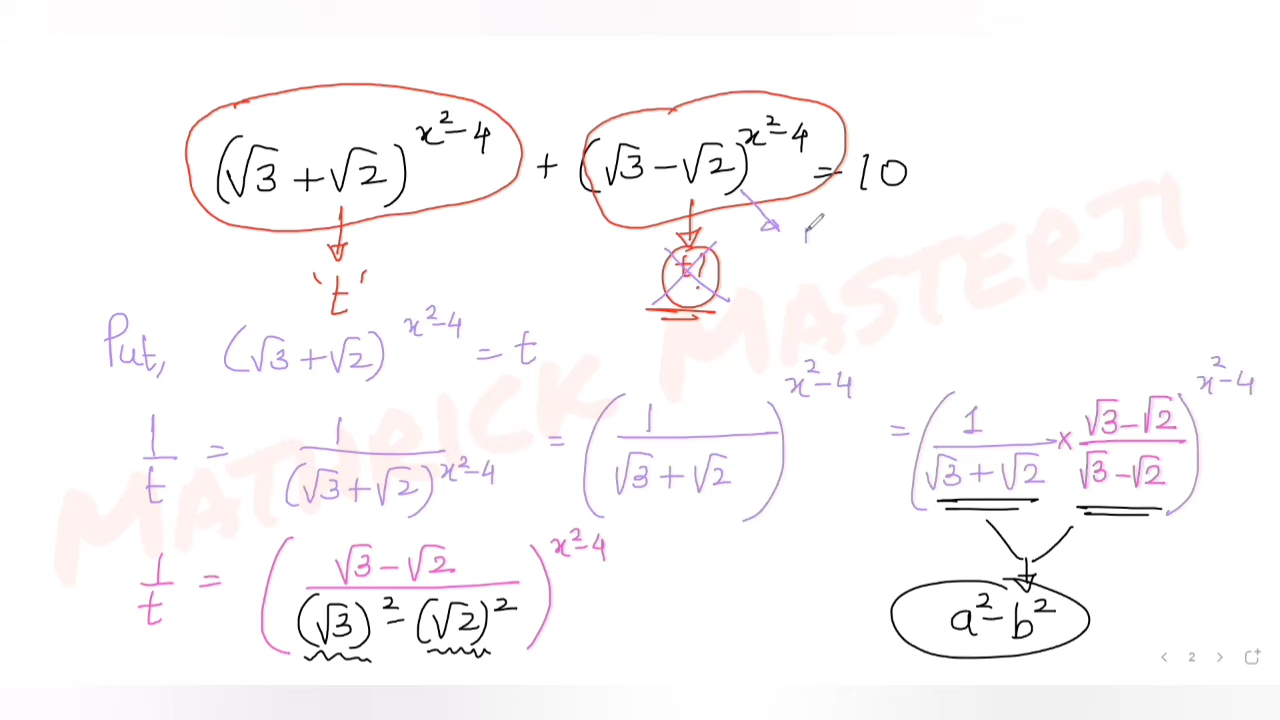 (√3 + √2)^(x²-4) + (√3 - √2)^(x²-4) = 10
't' t?
Put, (√3 + √2)^(x²-4) = t
1/t = 1/(√3 + √2)^(x²-4) = (1/(√3 + √2))^(x²-4) = (1/(√3 + √2) × (√3 - √2)/(√3 - √2))^(x²-4)
1/t = ((√3 - √2)/((√3)² - (√2)²))^(x²-4)
a² - b²
MATHRICK MASTERJI
< 2 >